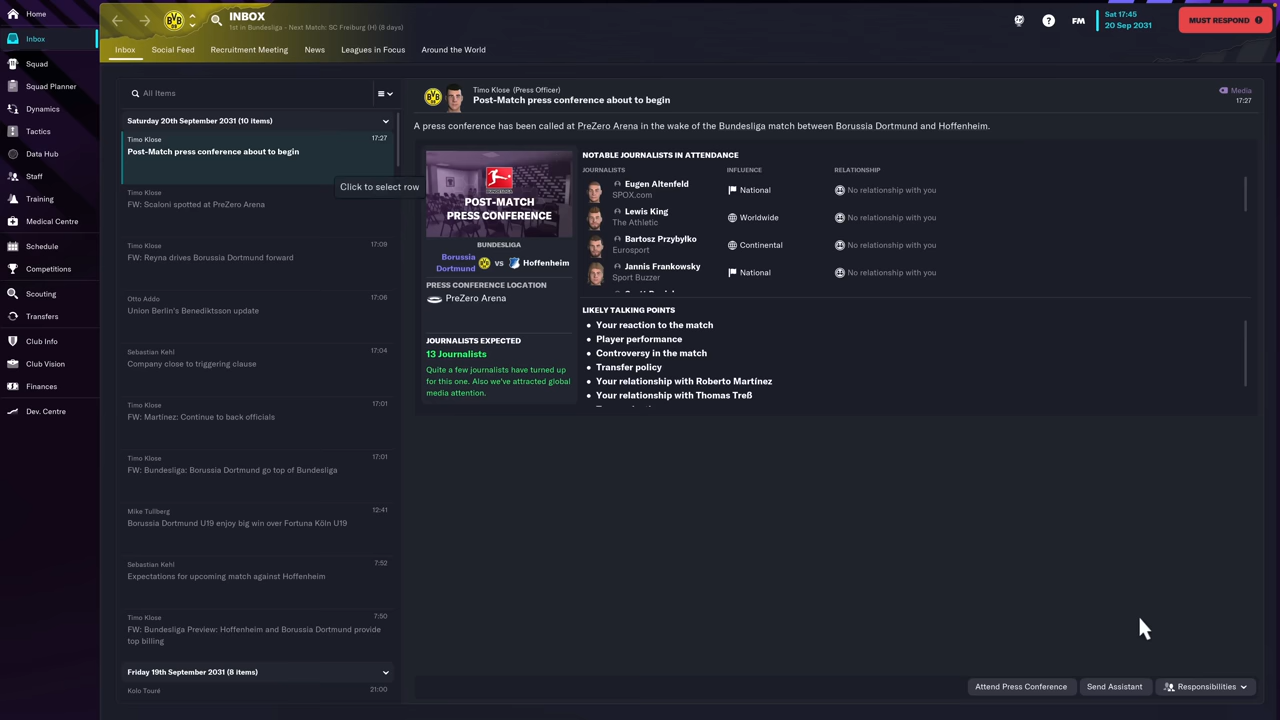 Home
Inbox
Squad
Squad Planner
Dynamics
Tactics
Data Hub
Staff
Training
Medical Centre
Schedule
Competitions
Scouting
Transfers
Club Info
Club Vision
Finances
Dev. Centre
INBOX
1st in Bundesliga - Next Match: SC Freiburg (H) (8 days)
FM
Sat 17:45
20 Sep 2031
MUST RESPOND
Inbox
Social Feed
Recruitment Meeting
News
Leagues in Focus
Around the World
All Items
Saturday 20th September 2031 (10 items)
Timo Klose
17:27
Post-Match press conference about to begin
Click to select row
Timo Klose
FW: Scaloni spotted at PreZero Arena
Timo Klose
17:09
FW: Reyna drives Borussia Dortmund forward
Otto Addo
17:06
Union Berlin's Benediktsson update
Sebastian Kehl
17:04
Company close to triggering clause
Timo Klose
17:01
FW: Martínez: Continue to back officials
Timo Klose
17:01
FW: Bundesliga: Borussia Dortmund go top of Bundesliga
Mike Tullberg
12:41
Borussia Dortmund U19 enjoy big win over Fortuna Köln U19
Sebastian Kehl
7:52
Expectations for upcoming match against Hoffenheim
Timo Klose
7:50
FW: Bundesliga Preview: Hoffenheim and Borussia Dortmund provide
top billing
Friday 19th September 2031 (8 items)
Kolo Touré
21:00
Timo Klose (Press Officer)
Post-Match press conference about to begin
Media
17:27
A press conference has been called at PreZero Arena in the wake of the Bundesliga match between Borussia Dortmund and Hoffenheim.
BUNDESLIGA
POST-MATCH
PRESS CONFERENCE
BUNDESLIGA
Borussia
Dortmund
VS
Hoffenheim
PRESS CONFERENCE LOCATION
PreZero Arena
JOURNALISTS EXPECTED
13 Journalists
Quite a few journalists have turned up
for this one. Also we've attracted global
media attention.
NOTABLE JOURNALISTS IN ATTENDANCE
JOURNALISTS
INFLUENCE
RELATIONSHIP
Eugen Altenfeld
SPOX.com
National
No relationship with you
Lewis King
The Athletic
Worldwide
No relationship with you
Bartosz Przybylko
Eurosport
Continental
No relationship with you
Jannis Frankowsky
Sport Buzzer
National
No relationship with you
LIKELY TALKING POINTS
• Your reaction to the match
• Player performance
• Controversy in the match
• Transfer policy
• Your relationship with Roberto Martínez
• Your relationship with Thomas Treß
Attend Press Conference
Send Assistant
Responsibilities